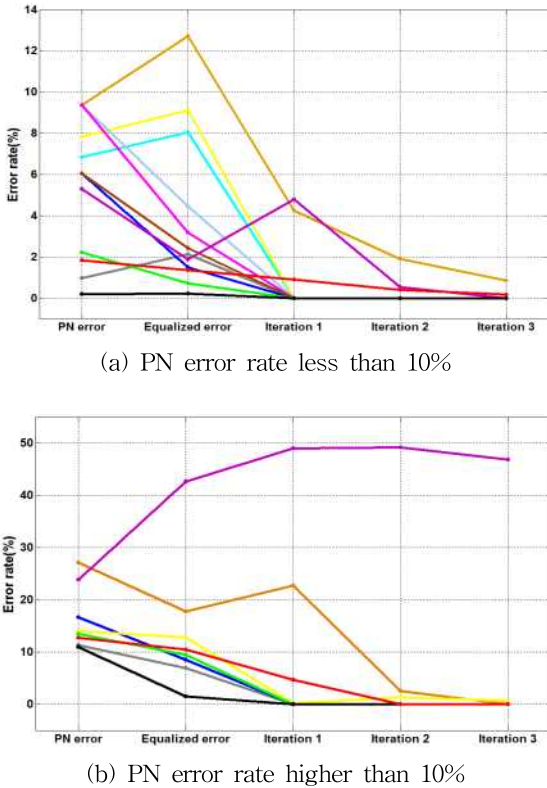 14
12
10
8
6
4
2
0
Error rate(%)
PN error Equalized error Iteration 1 Iteration 2 Iteration 3
(a) PN error rate less than 10%
50
40
30
20
10
0
Error rate(%)
PN error Equalized error Iteration 1 Iteration 2 Iteration 3
(b) PN error rate higher than 10%